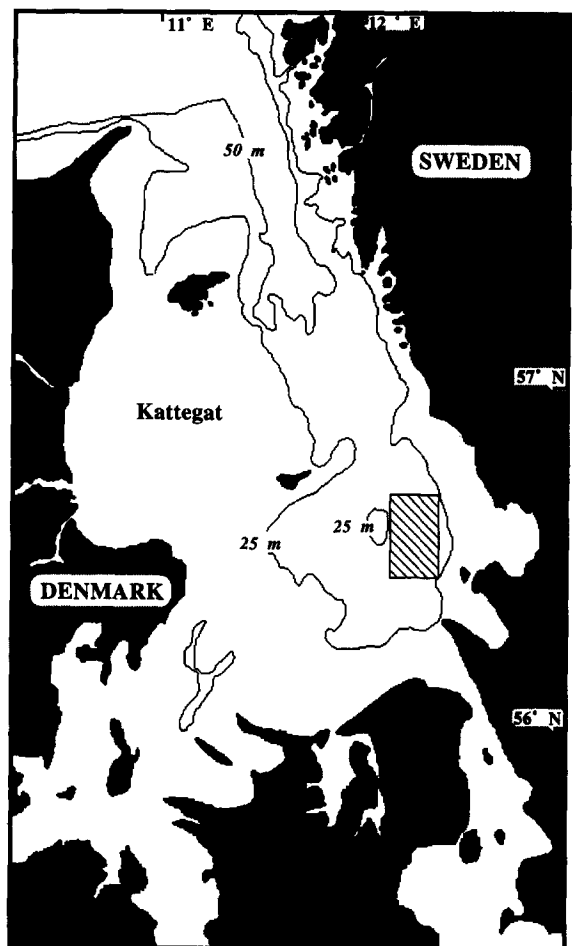 11° E
12° E
50 m
SWEDEN
57° N
Kattegat
25 m
25 m
DENMARK
56° N